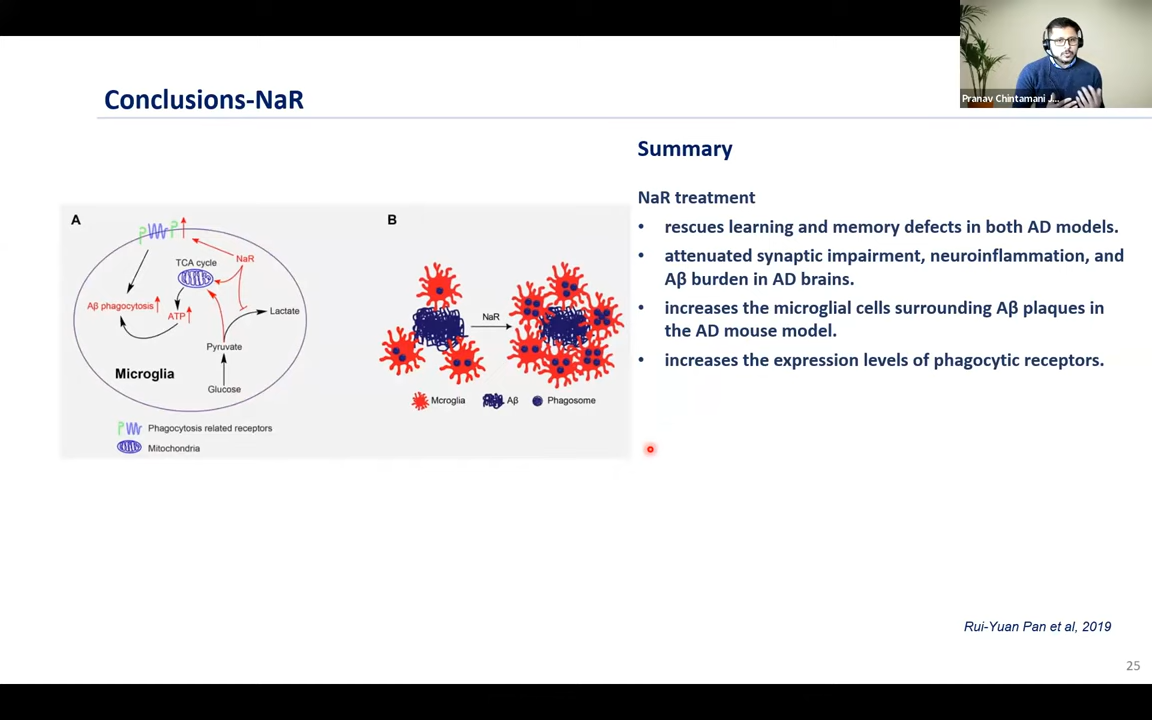 Pranav Chintamani J...
Conclusions-NaR
Summary
NaR treatment
• rescues learning and memory defects in both AD models.
• attenuated synaptic impairment, neuroinflammation, and
Aβ burden in AD brains.
• increases the microglial cells surrounding Aβ plaques in
the AD mouse model.
• increases the expression levels of phagocytic receptors.
A
NaR
TCA cycle
Aβ phagocytosis
ATP
Lactate
Pyruvate
Microglia
Glucose
Phagocytosis related receptors
Mitochondria
B
NaR
Mcroglia
Aβ
Phagosome
Rui-Yuan Pan et al, 2019
25